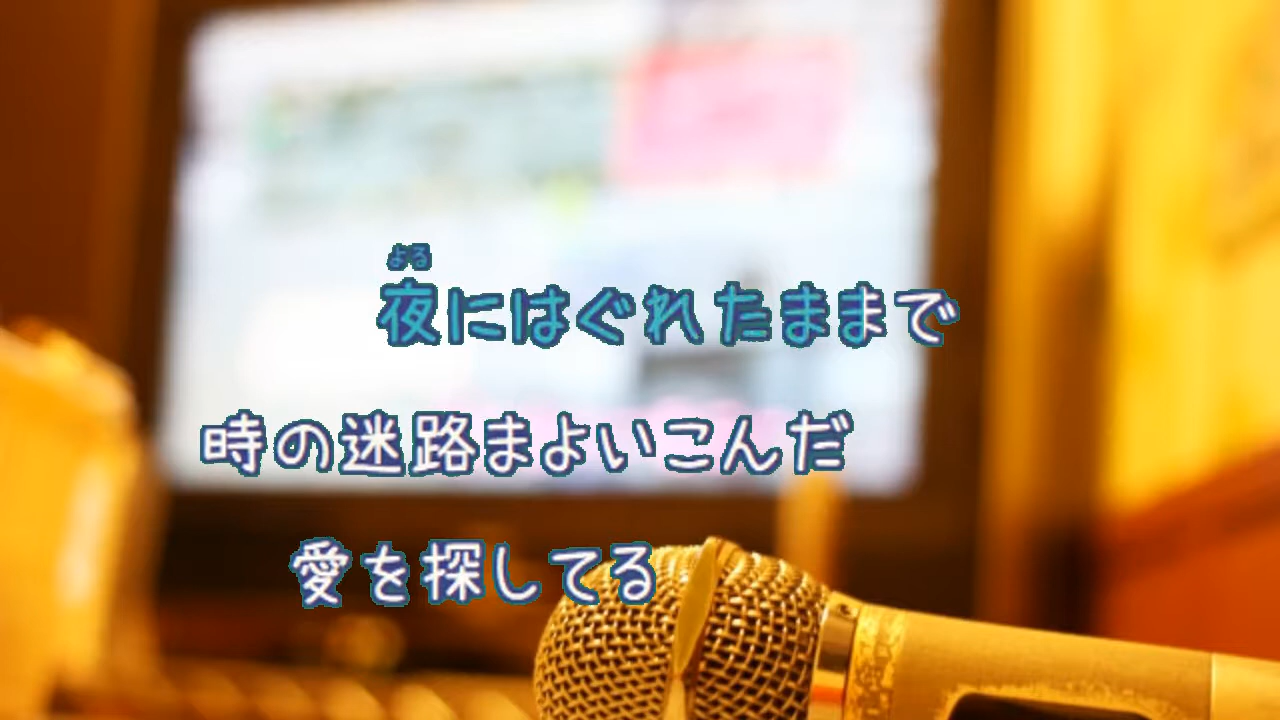 よる
夜にはぐれたままで
時の迷路まよいこんだ
愛を探してる